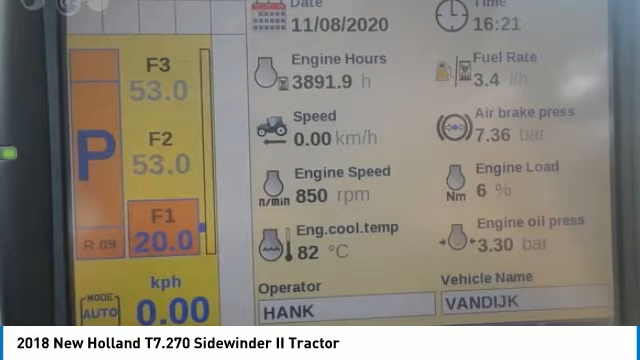 Date
11/08/2020
Time
16:21
F3
53.0
F2
53.0
F1
20.0
P
R 09
kph
MODE
AUTO
0.00
Engine Hours
3891.9 h
Fuel Rate
3.4 l/h
Speed
0.00 km/h
Air brake press
7.36 bar
Engine Speed
n/min 850 rpm
Engine Load
Nm 6 %
Eng.cool.temp
82 °C
Engine oil press
3.30 bar
Operator
HANK
Vehicle Name
VANDIJK
2018 New Holland T7.270 Sidewinder II Tractor